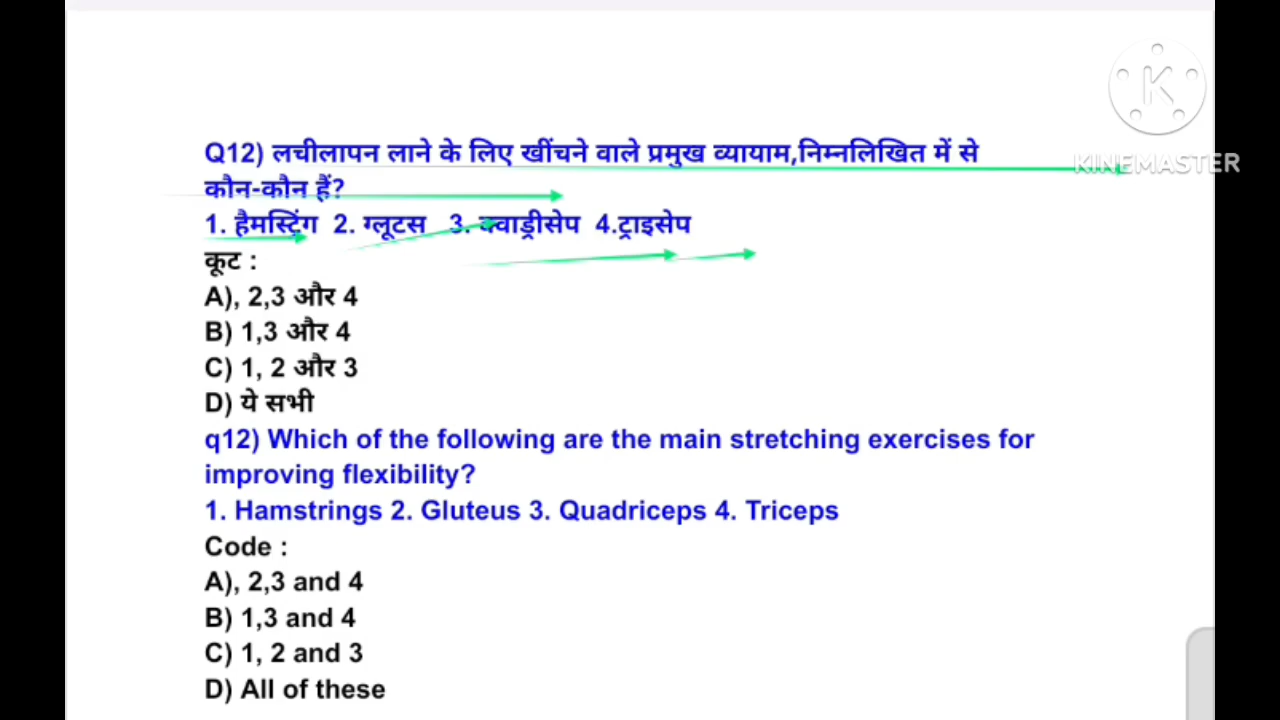 Q12) लचीलापन लाने के लिए खींचने वाले प्रमुख व्यायाम,निम्नलिखित में से
कौन-कौन हैं?
1. हैमस्ट्रिंग 2. ग्लूटस 3. क्वाड्रीसेप 4.ट्राइसेप
कूट :
A), 2,3 और 4
B) 1,3 और 4
C) 1, 2 और 3
D) ये सभी
q12) Which of the following are the main stretching exercises for
improving flexibility?
1. Hamstrings 2. Gluteus 3. Quadriceps 4. Triceps
Code :
A), 2,3 and 4
B) 1,3 and 4
C) 1, 2 and 3
D) All of these
K
KINEMASTER